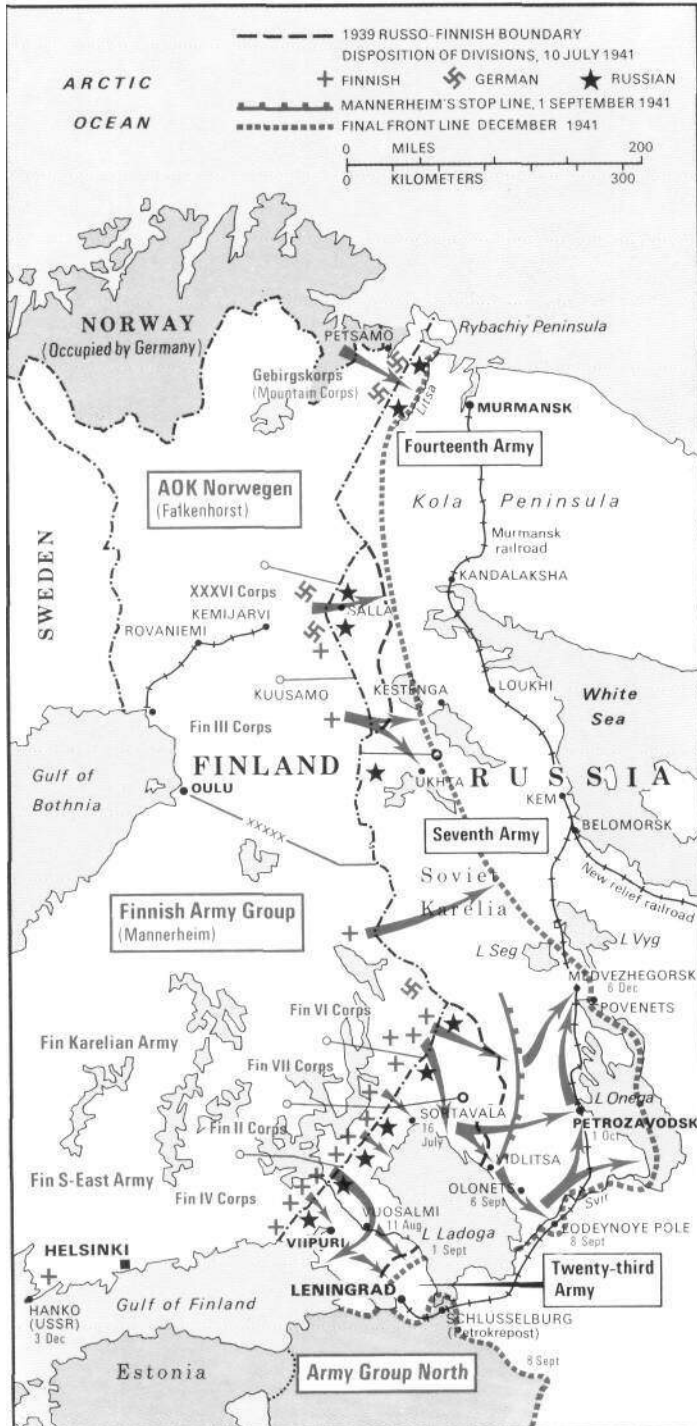 1939 RUSSO-FINNISH BOUNDARY
DISPOSITION OF DIVISIONS, 10 JULY 1941
FINNISH GERMAN RUSSIAN
MANNERHEIM'S STOP LINE, 1 SEPTEMBER 1941
FINAL FRONT LINE DECEMBER 1941
0 MILES 200
0 KILOMETERS 300
ARCTIC
OCEAN
NORWAY
(Occupied by Germany)
PETSAMO
Rybachiy Peninsula
Gebirgskorps
(Mountain Corps)
Litsa
MURMANSK
Fourteenth Army
AOK Norwegen
(Falkenhorst)
Kola Peninsula
Murmansk
railroad
SWEDEN
XXXVI Corps
KEMIJARVI
ROVANIEMI
SALLA
KANDALAKSHA
KUUSAMO
KESTENGA
LOUKHI
White
Sea
Fin III Corps
FINLAND
RUSSIA
Gulf of
Bothnia
OULU
UKHTA
KEM
XXXXX
BELOMORSK
Seventh Army
New relief railroad
Soviet
Karelia
Finnish Army Group
(Mannerheim)
L Seg
L Vyg
MEDVEZHEGORSK
6 Dec
POVENETS
Fin VI Corps
Fin Karelian Army
Fin VII Corps
L Onega
SORTAVALA
16
July
PETROZAVODSK
1 Oct
Fin II Corps
VIDLITSA
Fin S-East Army
OLONETS
6 Sept
Fin IV Corps
Svir
VUOSALMI
11 Aug
LODEYNOYE POLE
8 Sept
VIIPURI
L Ladoga
1 Sept
HELSINKI
Twenty-third
Army
LENINGRAD
HANKO
(USSR)
3 Dec
Gulf of Finland
SCHLUSSELBURG
(Petrokrepost)
8 Sept
Estonia
Army Group North